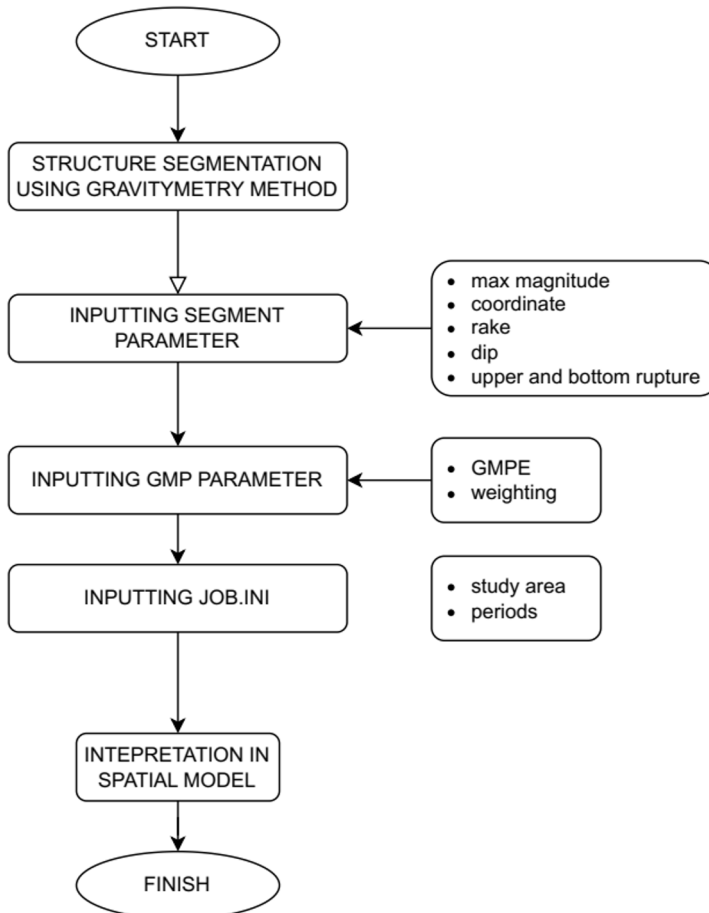 START
STRUCTURE SEGMENTATION
USING GRAVITYMETRY METHOD
INPUTTING SEGMENT
PARAMETER
• max magnitude
• coordinate
• rake
• dip
• upper and bottom rupture
INPUTTING GMP PARAMETER
• GMPE
• weighting
INPUTTING JOB.INI
• study area
• periods
INTEPRETATION IN
SPATIAL MODEL
FINISH